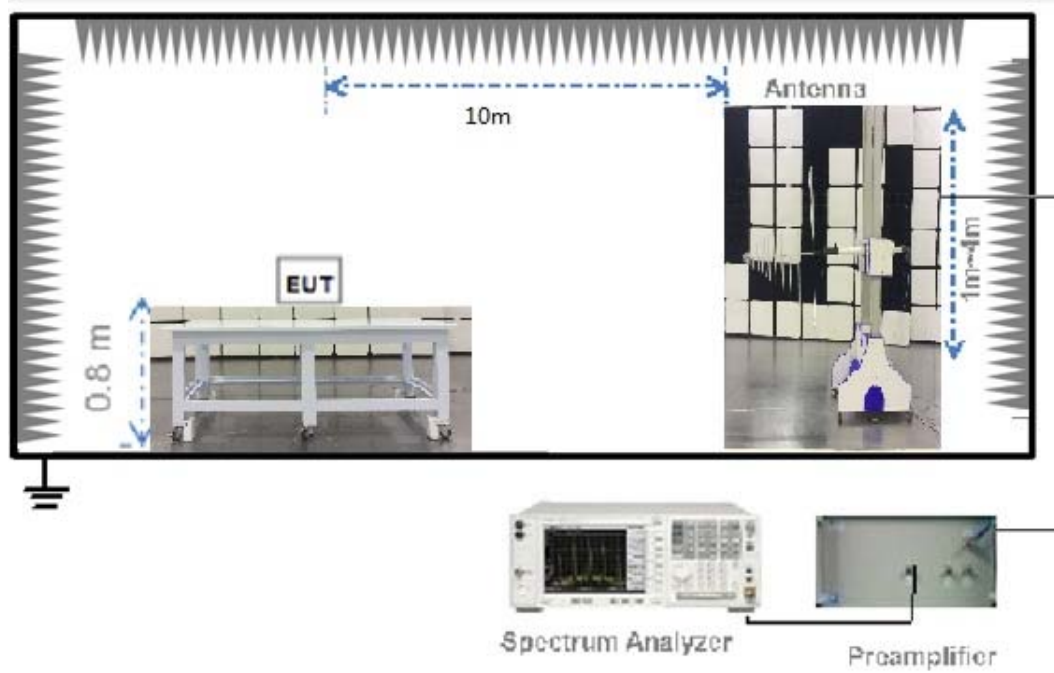 Antenna
10m
1m~4m
EUT
0.8 m
Spectrum Analyzer
Preamplifier